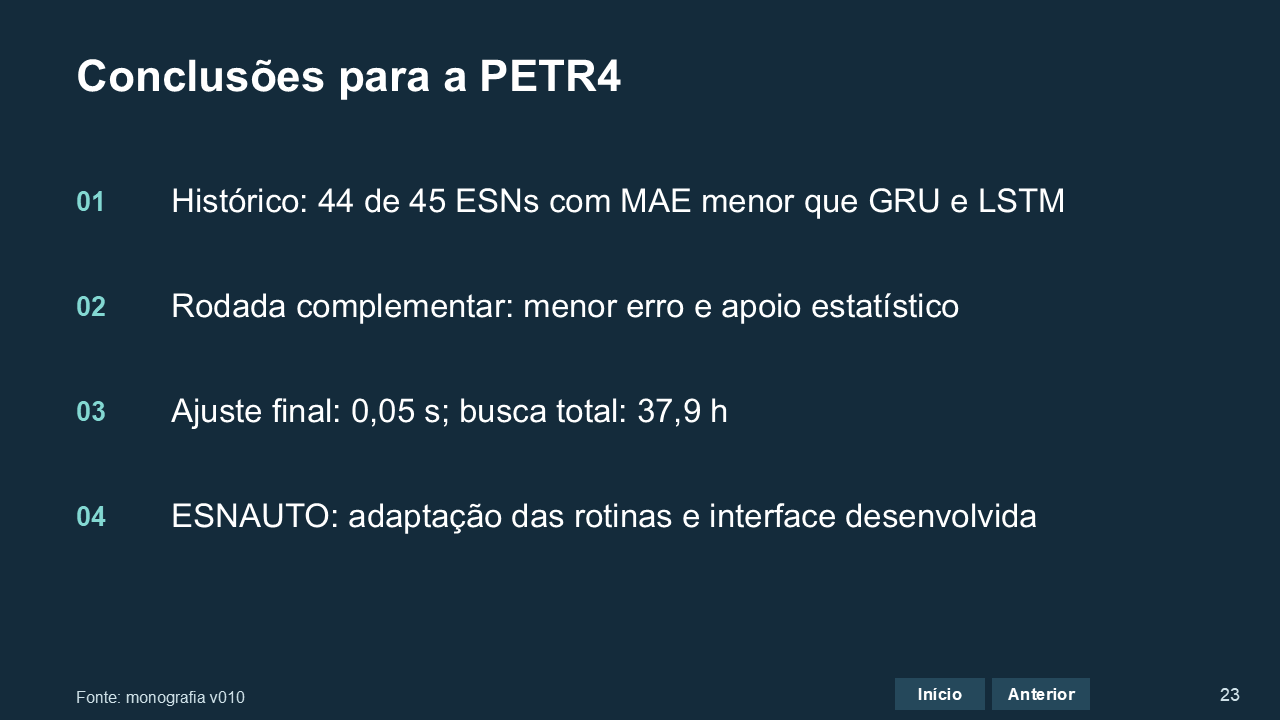 Conclusões para a PETR4
01 Histórico: 44 de 45 ESNs com MAE menor que GRU e LSTM
02 Rodada complementar: menor erro e apoio estatístico
03 Ajuste final: 0,05 s; busca total: 37,9 h
04 ESNAUTO: adaptação das rotinas e interface desenvolvida
Fonte: monografia v010
Início Anterior 23